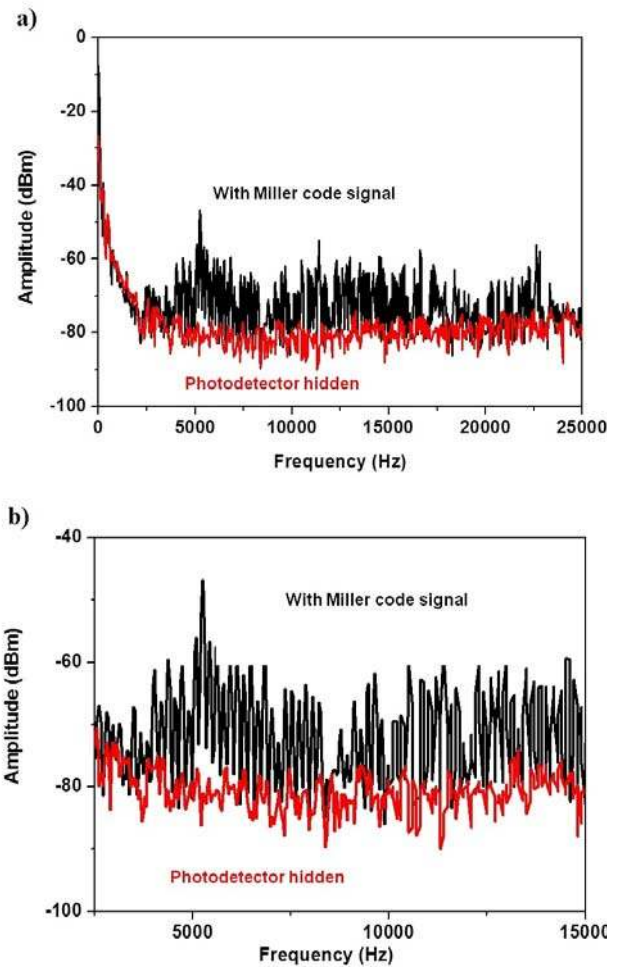 a)
0
-20
-40
-60
-80
-100
Amplitude (dBm)
With Miller code signal
Photodetector hidden
0 5000 10000 15000 20000 25000
Frequency (Hz)
b)
-40
-60
-80
-100
Amplitude (dBm)
With Miller code signal
Photodetector hidden
5000 10000 15000
Frequency (Hz)